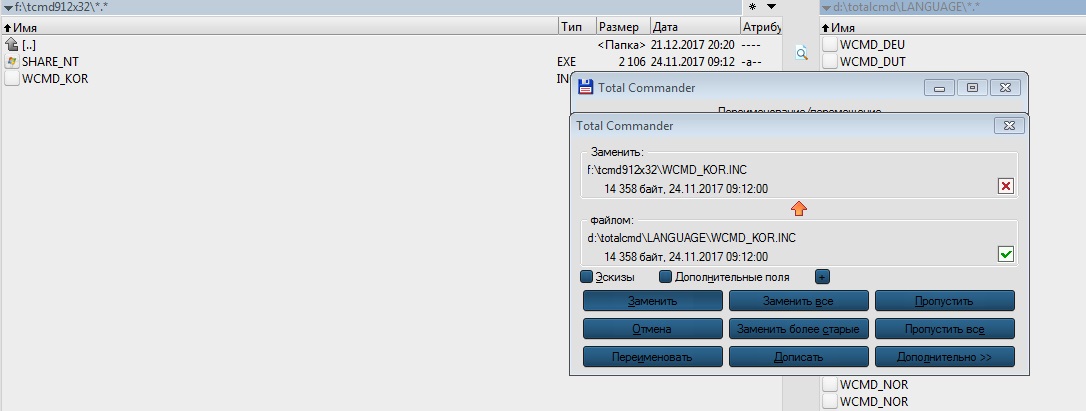 f:\tcmd912x32\*.*
* ▼
d:\totalcmd\LANGUAGE\*.*
Имя Тип Размер Дата Атрибу
Имя
[..] <Папка> 21.12.2017 20:20 ----
SHARE_NT EXE 2 106 24.11.2017 09:12 -a--
WCMD_KOR IN
WCMD_DEU
WCMD_DUT
Total Commander
Переименование/перемещение
Total Commander
Заменить:
f:\tcmd912x32\WCMD_KOR.INC
14 358 байт, 24.11.2017 09:12:00
файлом:
d:\totalcmd\LANGUAGE\WCMD_KOR.INC
14 358 байт, 24.11.2017 09:12:00
Эскизы Дополнительные поля +
Заменить Заменить все Пропустить
Отмена Заменить более старые Пропустить все
Переименовать Дописать Дополнительно >>
WCMD_NOR
WCMD_NOR